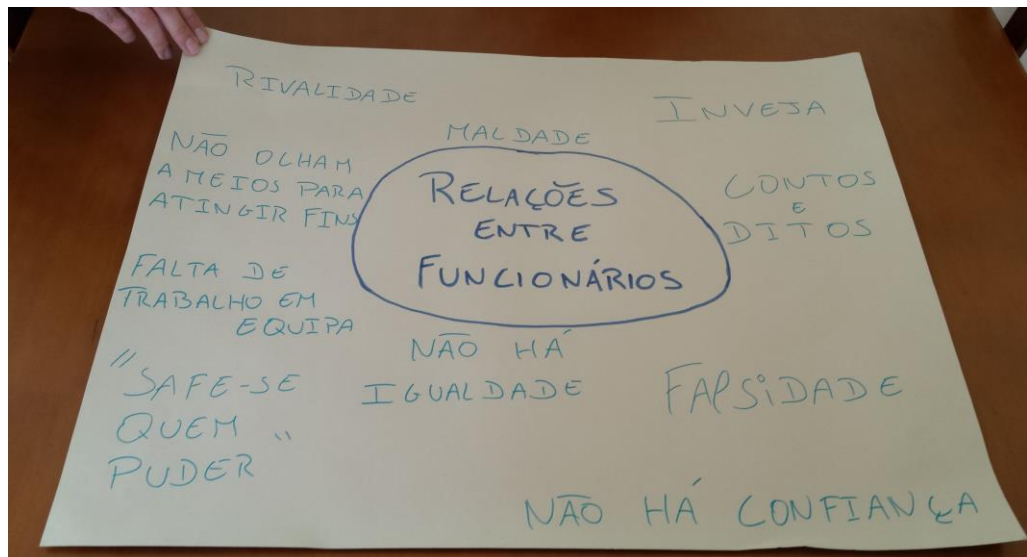 RIVALIDADE
INVEJA
MALDADE
NÃO OLHAM
A MEIOS PARA
ATINGIR FINS
RELAÇÕES
ENTRE
FUNCIONÁRIOS
CONTOS
E
DITOS
FALTA DE
TRABALHO EM
EQUIPA
NÃO HÁ
IGUALDADE
"SAFE-SE
QUEM "
PUDER
FALSiDADE
NÃO HÁ CONFIANÇA